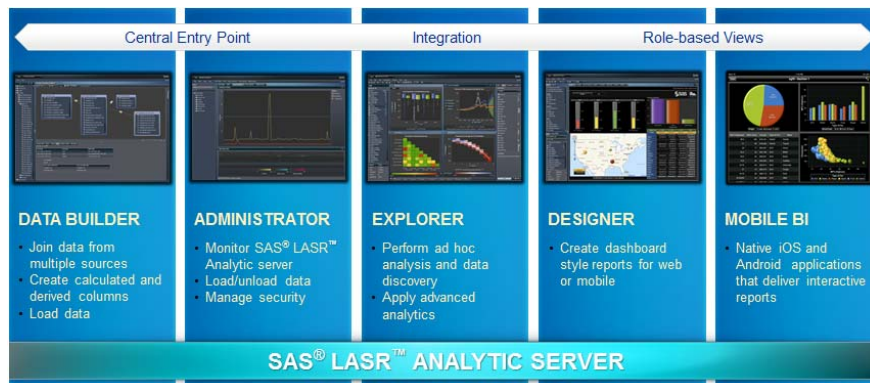 Central Entry Point
Integration
Role-based Views
DATA BUILDER
• Join data from
multiple sources
• Create calculated and
derived columns
• Load data
ADMINISTRATOR
• Monitor SAS® LASR™
Analytic server
• Load/unload data
• Manage security
EXPLORER
• Perform ad hoc
analysis and data
discovery
• Apply advanced
analytics
DESIGNER
• Create dashboard
style reports for web
or mobile
MOBILE BI
• Native iOS and
Android applications
that deliver interactive
reports
SAS® LASR™ ANALYTIC SERVER